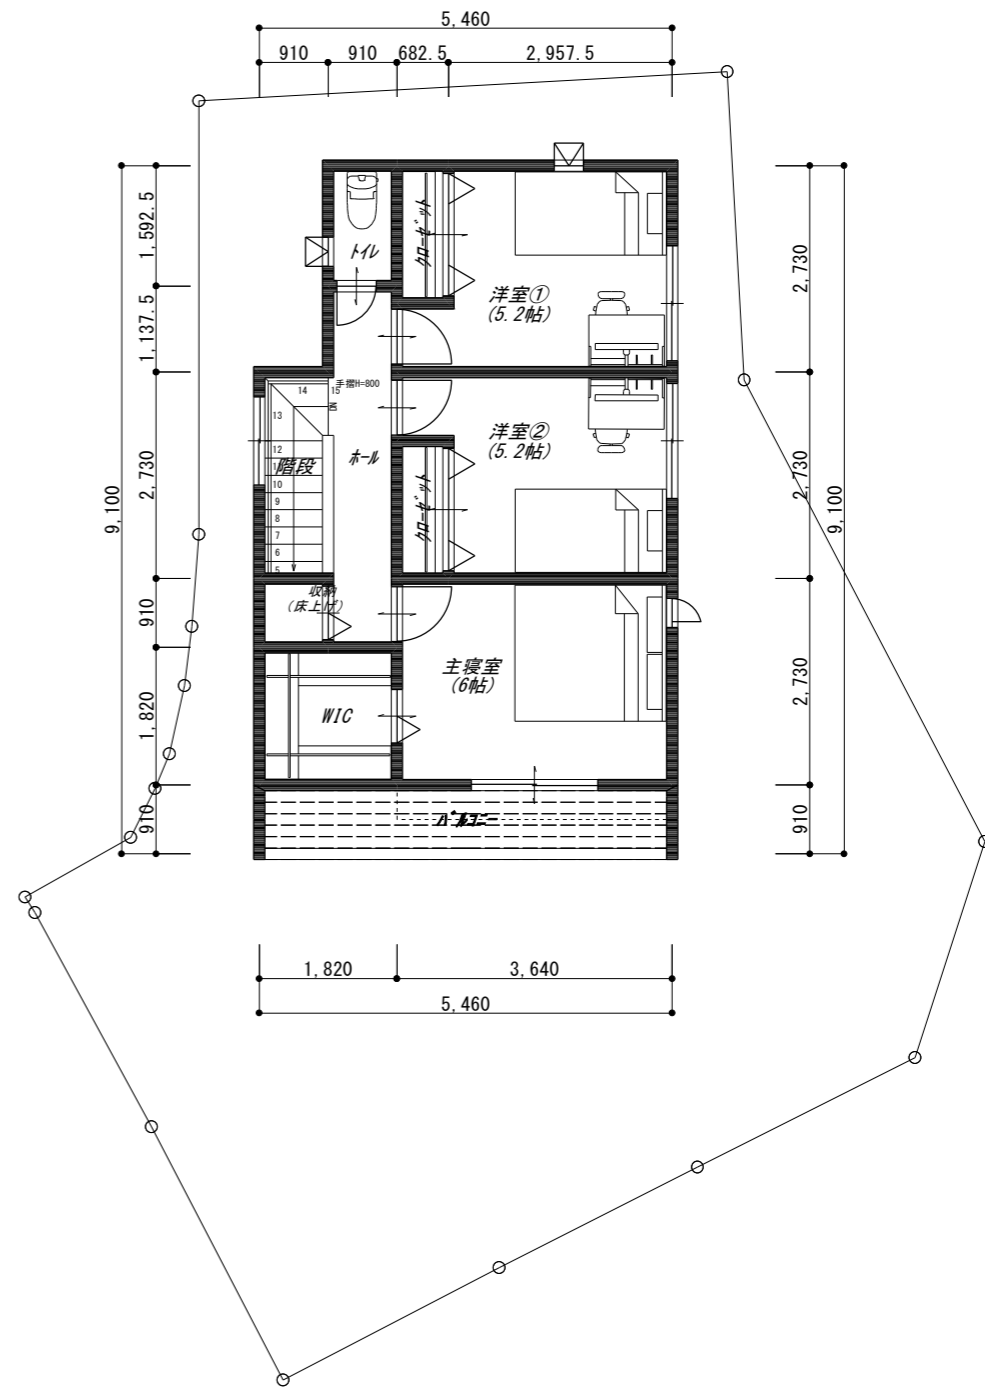 5,460
910
910
682.5
2,957.5
1,592.5
1,137.5
2,730
9,100
910
1,820
910
2,730
2,730
9,100
2,730
910
トイレ
クローゼット
洋室①
(5.2帖)
手摺H=800
14
15
DN
13
12
11
10
9
8
7
6
5
階段
ホール
洋室②
(5.2帖)
クローゼット
収納
(床上げ)
主寝室
(6帖)
WIC
バルコニー
1,820
3,640
5,460